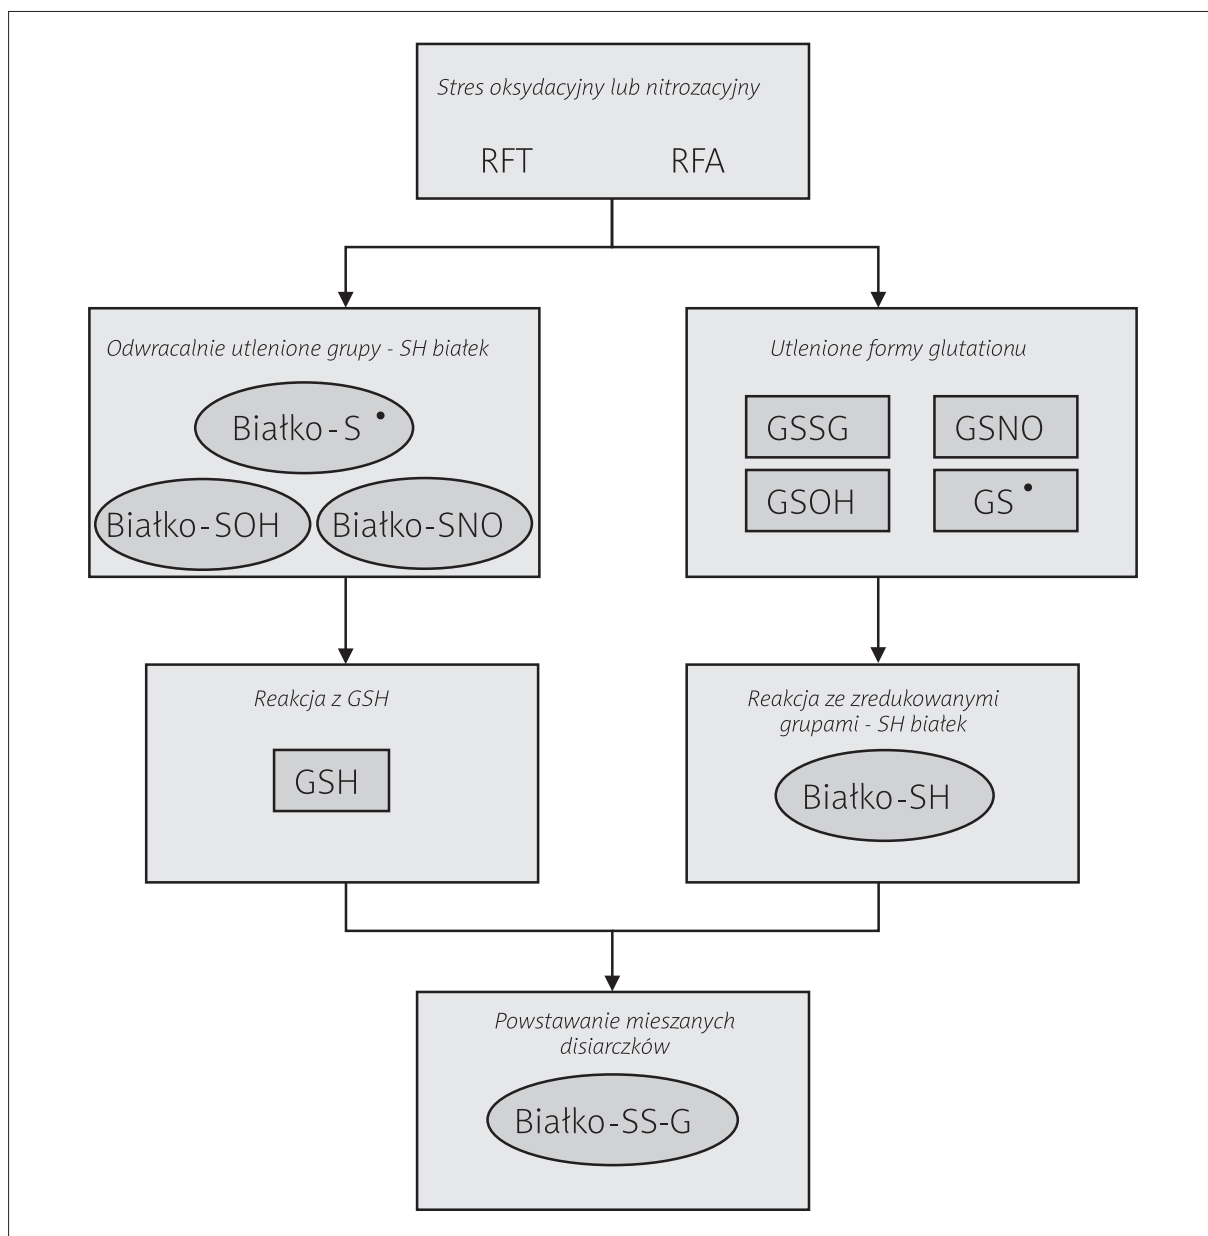 Stres oksydacyjny lub nitrozacyjny
RFT RFA
Odwracalnie utlenione grupy - SH białek
Białko-S •
Białko-SOH Białko-SNO
Utlenione formy glutationu
GSSG GSNO
GSOH GS •
Reakcja z GSH
GSH
Reakcja ze zredukowanymi
grupami - SH białek
Białko-SH
Powstawanie mieszanych
disiarczków
Białko-SS-G